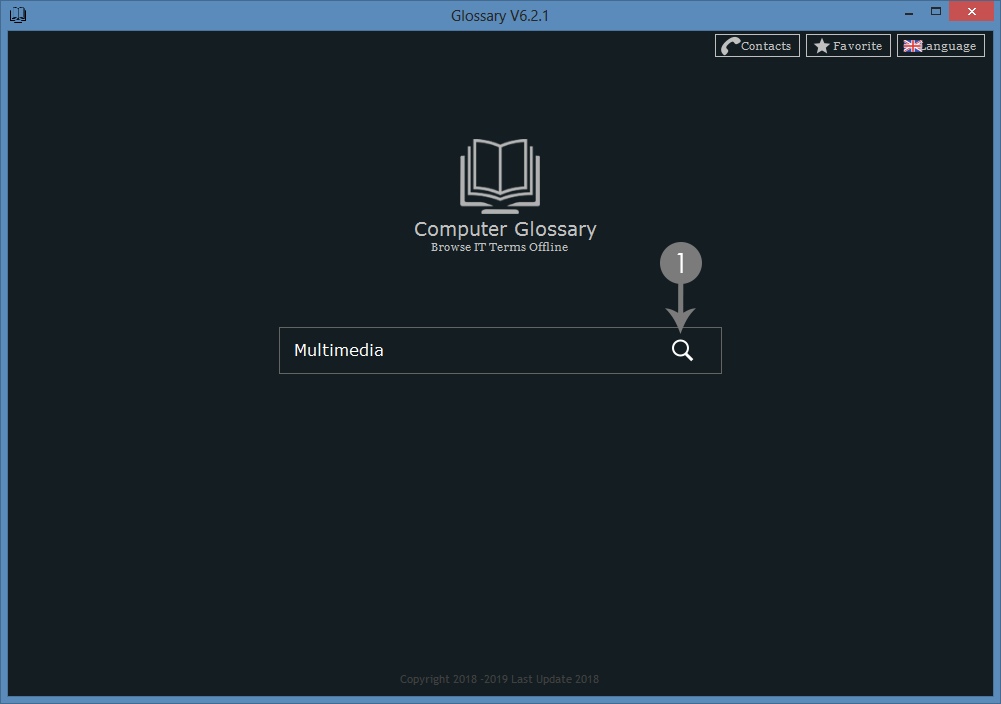 Glossary V6.2.1
Contacts
Favorite
Language
Computer Glossary
Browse IT Terms Offline
1
Multimedia
Copyright 2018 -2019 Last Update 2018